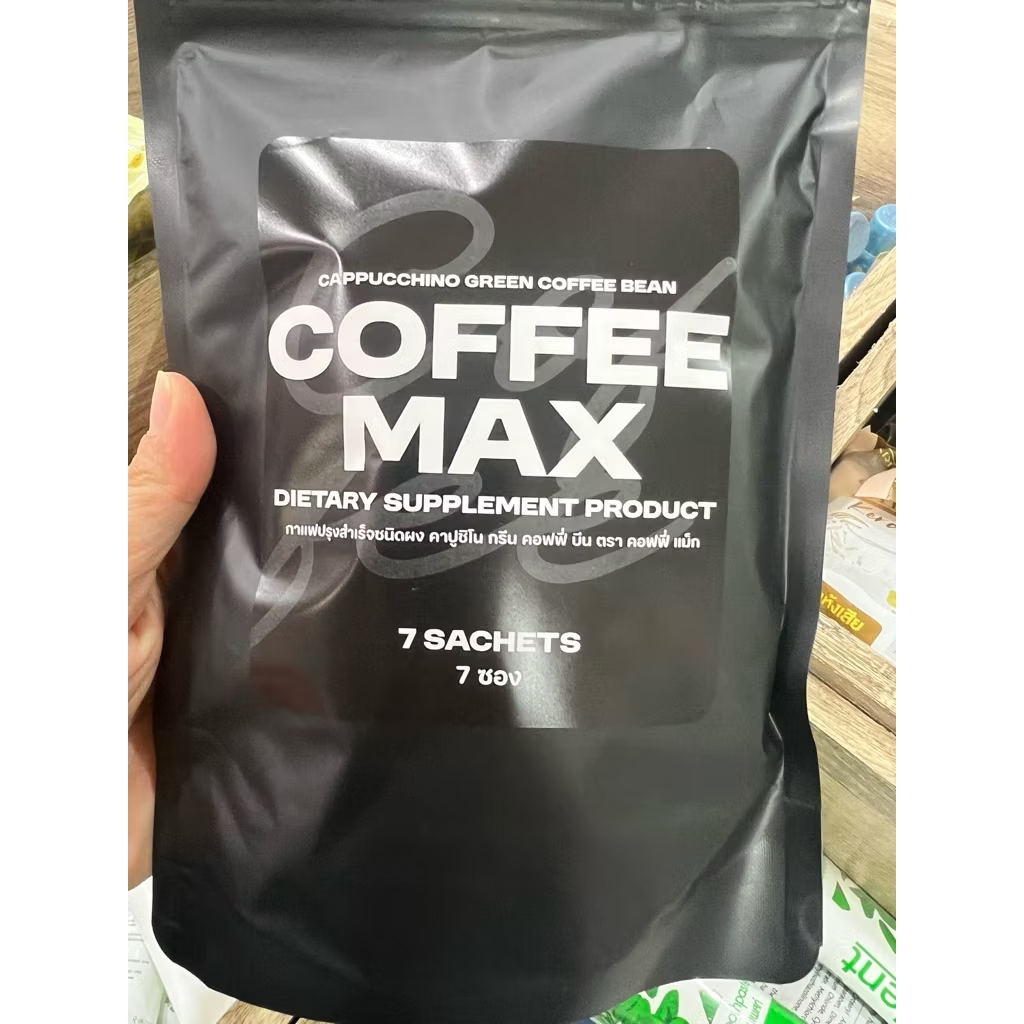 CAPPUCCHINO GREEN COFFEE BEAN
COFFEE
MAX
DIETARY SUPPLEMENT PRODUCT
กาแฟปรุงสำเร็จชนิดผง คาปูชิโน กรีน คอฟฟี่ บีน ตรา คอฟฟี่ แม็ก
7 SACHETS
7 ซอง